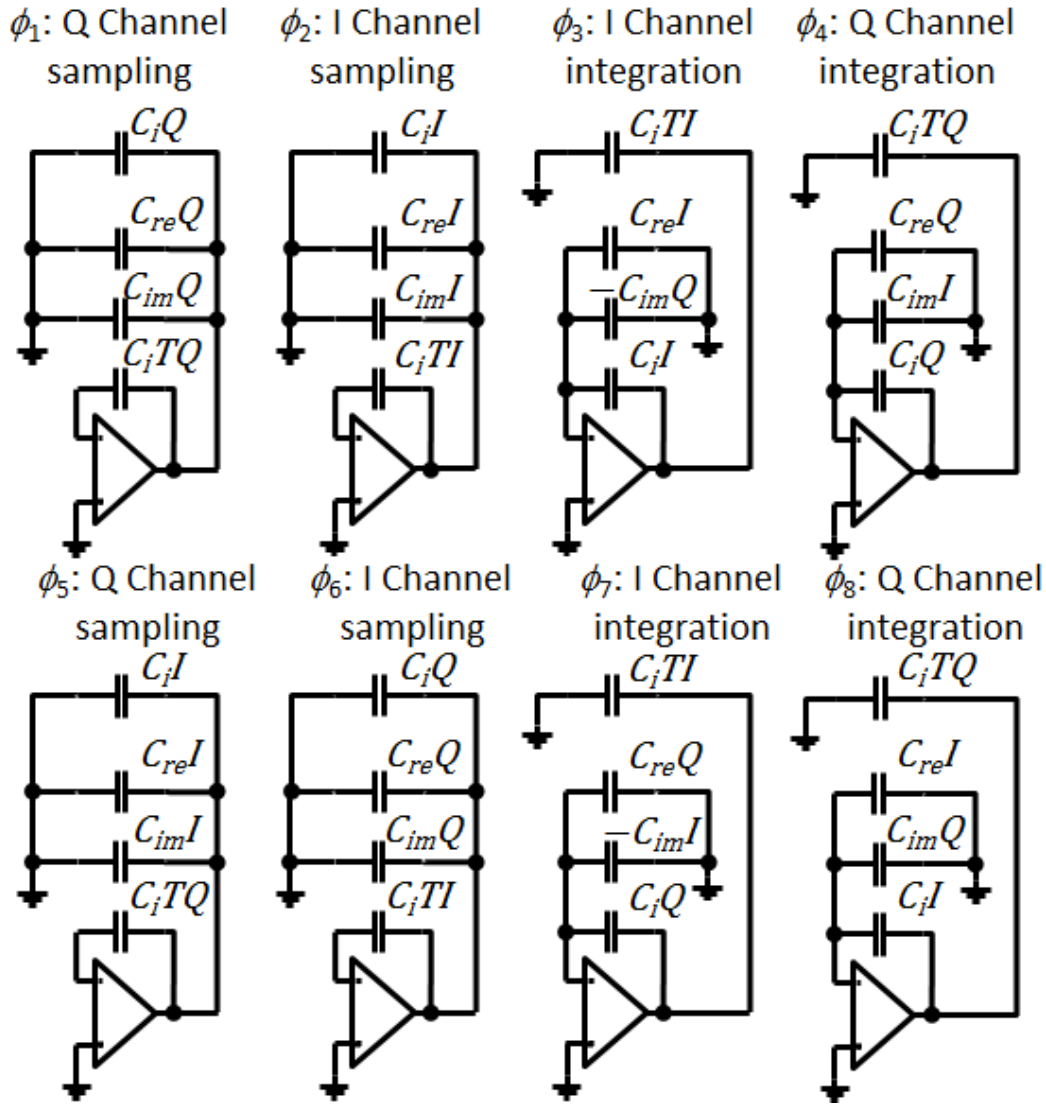 ϕ1: Q Channel sampling
CiQ
CreQ
CimQ
CiTQ
ϕ2: I Channel sampling
CiI
CreI
CimI
CiTI
ϕ3: I Channel integration
CiTI
CreI
−CimQ
CiI
ϕ4: Q Channel integration
CiTQ
CreQ
CimI
CiQ
ϕ5: Q Channel sampling
CiI
CreI
CimI
CiTQ
ϕ6: I Channel sampling
CiQ
CreQ
CimQ
CiTI
ϕ7: I Channel integration
CiTI
CreQ
−CimI
CiQ
ϕ8: Q Channel integration
CiTQ
CreI
CimQ
CiI